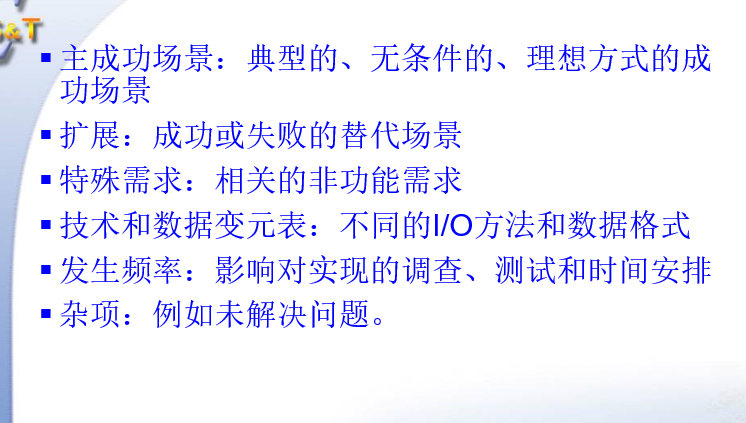 &T
主成功场景：典型的、无条件的、理想方式的成
功场景
扩展：成功或失败的替代场景
特殊需求：相关的非功能需求
技术和数据变元表：不同的I/O方法和数据格式
发生频率：影响对实现的调查、测试和时间安排
杂项：例如未解决问题。